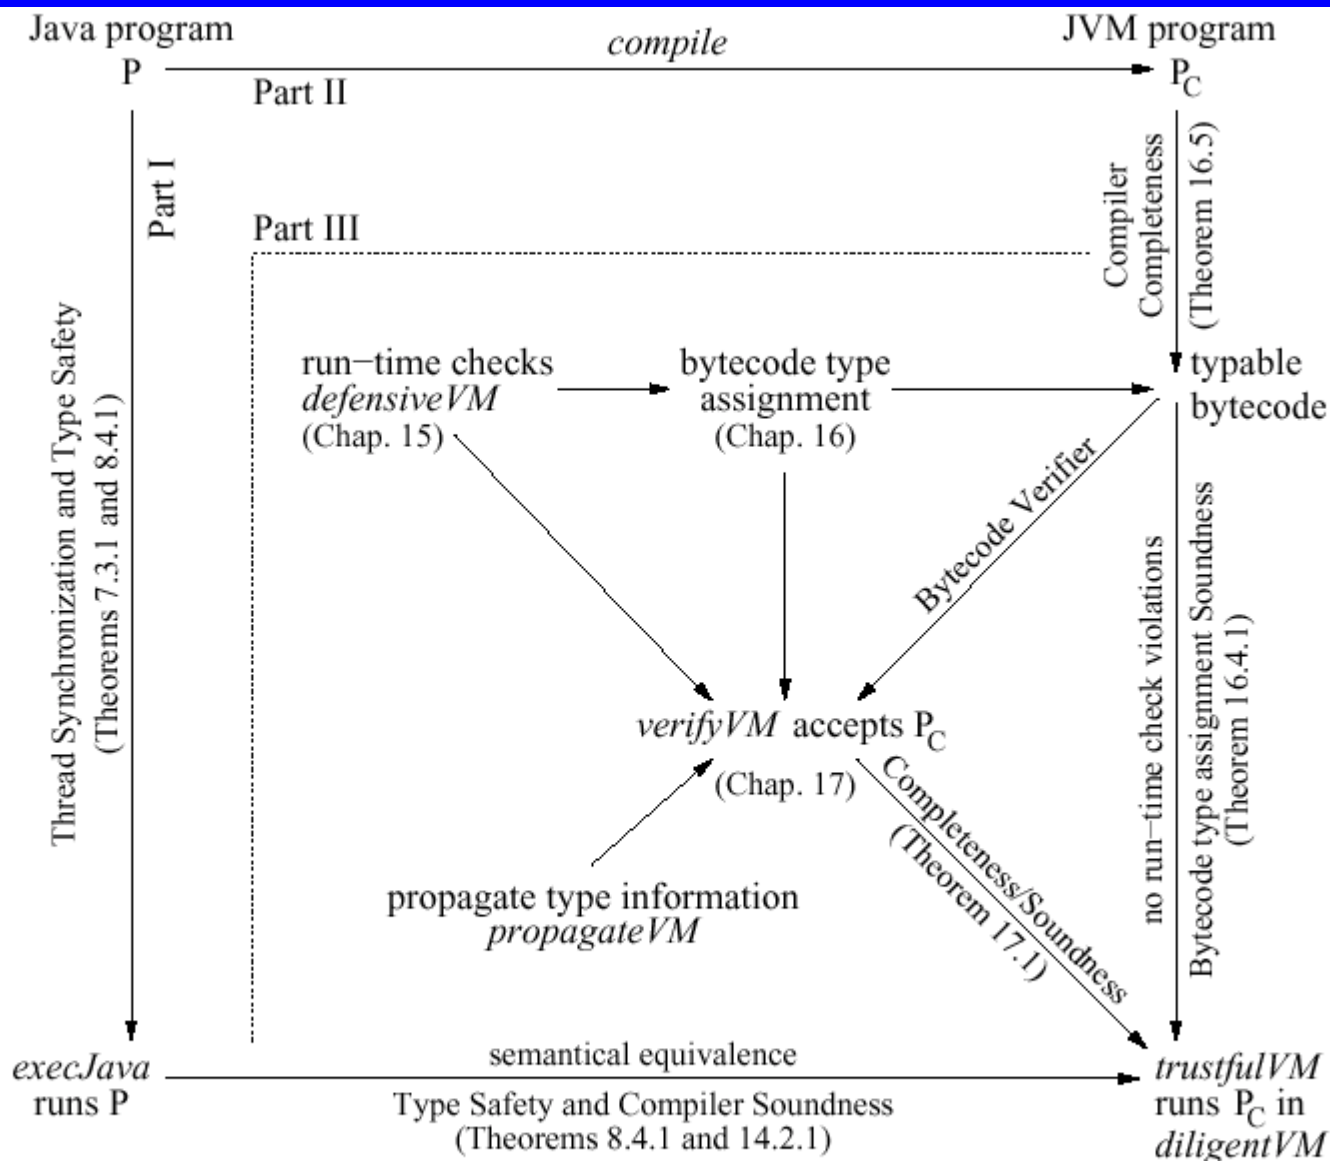 Java program
P
compile
JVM program
P_C
Part II
Part I
Part III
Compiler
Completeness
(Theorem 16.5)
run−time checks
defensiveVM
(Chap. 15)
bytecode type
assignment
(Chap. 16)
typable
bytecode
Thread Synchronization and Type Safety
(Theorems 7.3.1 and 8.4.1)
Bytecode Verifier
no run−time check violations
Bytecode type assignment Soundness
(Theorem 16.4.1)
verifyVM accepts P_C
(Chap. 17)
Completeness/Soundness
(Theorem 17.1)
propagate type information
propagateVM
execJava
runs P
semantical equivalence
Type Safety and Compiler Soundness
(Theorems 8.4.1 and 14.2.1)
trustfulVM
runs P_C in
diligentVM